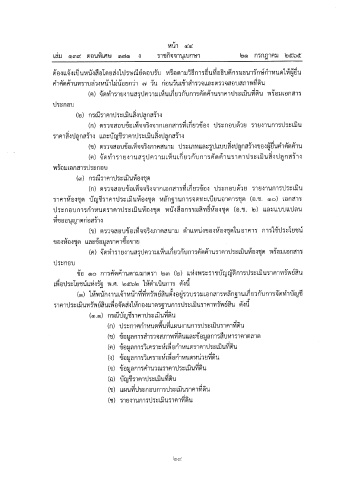 หน้า ๔๔
เล่ม ๑๓๙ ตอนพิเศษ ๑๗๑ ง ราชกิจจานุเบกษา ๒๑ กรกฎาคม ๒๕๖๕
ต้องแจ้งเป็นหนังสือโดยส่งไปรษณีย์ตอบรับ หรือตามวิธีการอื่นที่อธิบดีกรมธนารักษ์กำหนดให้ผู้ยื่น
คำคัดค้านทราบล่วงหน้าไม่น้อยกว่า ๗ วัน ก่อนวันเข้าสำรวจและตรวจสอบสภาพที่ดิน
(ค) จัดทำรายงานสรุปความเห็นเกี่ยวกับการคัดค้านราคาประเมินที่ดิน พร้อมเอกสาร
ประกอบ
(๒) กรณีราคาประเมินสิ่งปลูกสร้าง
(ก) ตรวจสอบข้อเท็จจริงจากเอกสารที่เกี่ยวข้อง ประกอบด้วย รายงานการประเมิน
ราคาสิ่งปลูกสร้าง และบัญชีราคาประเมินสิ่งปลูกสร้าง
(ข) ตรวจสอบข้อเท็จจริงภาคสนาม ประเภทและรูปแบบสิ่งปลูกสร้างของผู้ยื่นคำคัดค้าน
(ค) จัดทำรายงานสรุปความเห็นเกี่ยวกับการคัดค้านราคาประเมินสิ่งปลูกสร้าง
พร้อมเอกสารประกอบ
(๓) กรณีราคาประเมินห้องชุด
(ก) ตรวจสอบข้อเท็จจริงจากเอกสารที่เกี่ยวข้อง ประกอบด้วย รายงานการประเมิน
ราคาห้องชุด บัญชีราคาประเมินห้องชุด หลักฐานการจดทะเบียนอาคารชุด (อ.ช. ๑๐) เอกสาร
ประกอบการกำหนดราคาประเมินห้องชุด หนังสือกรรมสิทธิ์ห้องชุด (อ.ช. ๒) และแบบแปลน
ที่ขออนุญาตก่อสร้าง
(ข) ตรวจสอบข้อเท็จจริงภาคสนาม ตำแหน่งของห้องชุดในอาคาร การใช้ประโยชน์
ของห้องชุด และข้อมูลราคาซื้อขาย
(ค) จัดทำรายงานสรุปความเห็นเกี่ยวกับการคัดค้านราคาประเมินห้องชุด พร้อมเอกสาร
ประกอบ
ข้อ ๑๐ การคัดค้านตามมาตรา ๒๓ (๒) แห่งพระราชบัญญัติการประเมินราคาทรัพย์สิน
เพื่อประโยชน์แห่งรัฐ พ.ศ. ๒๕๖๒ ให้ดำเนินการ ดังนี้
(๑) ให้พนักงานเจ้าหน้าที่ที่ทรัพย์สินตั้งอยู่รวบรวมเอกสารหลักฐานเกี่ยวกับการจัดทำบัญชี
ราคาประเมินทรัพย์สินเพื่อจัดส่งให้กองมาตรฐานการประเมินราคาทรัพย์สิน ดังนี้
(๑.๑) กรณีบัญชีราคาประเมินที่ดิน
(ก) ประกาศกำหนดพื้นที่แผนงานการประเมินราคาที่ดิน
(ข) ข้อมูลการสำรวจสภาพที่ดินและข้อมูลการสืบหาราคาตลาด
(ค) ข้อมูลการวิเคราะห์เพื่อกำหนดราคาที่ดิน
(ง) ข้อมูลการวิเคราะห์เพื่อกำหนดหน่วยที่ดิน
(จ) ข้อมูลการคำนวณราคาประเมินที่ดิน
(ฉ) บัญชีราคาประเมินที่ดิน
(ช) แผนที่ประกอบการประเมินราคาที่ดิน
(ซ) รายงานการประเมินราคาที่ดิน
๒๙